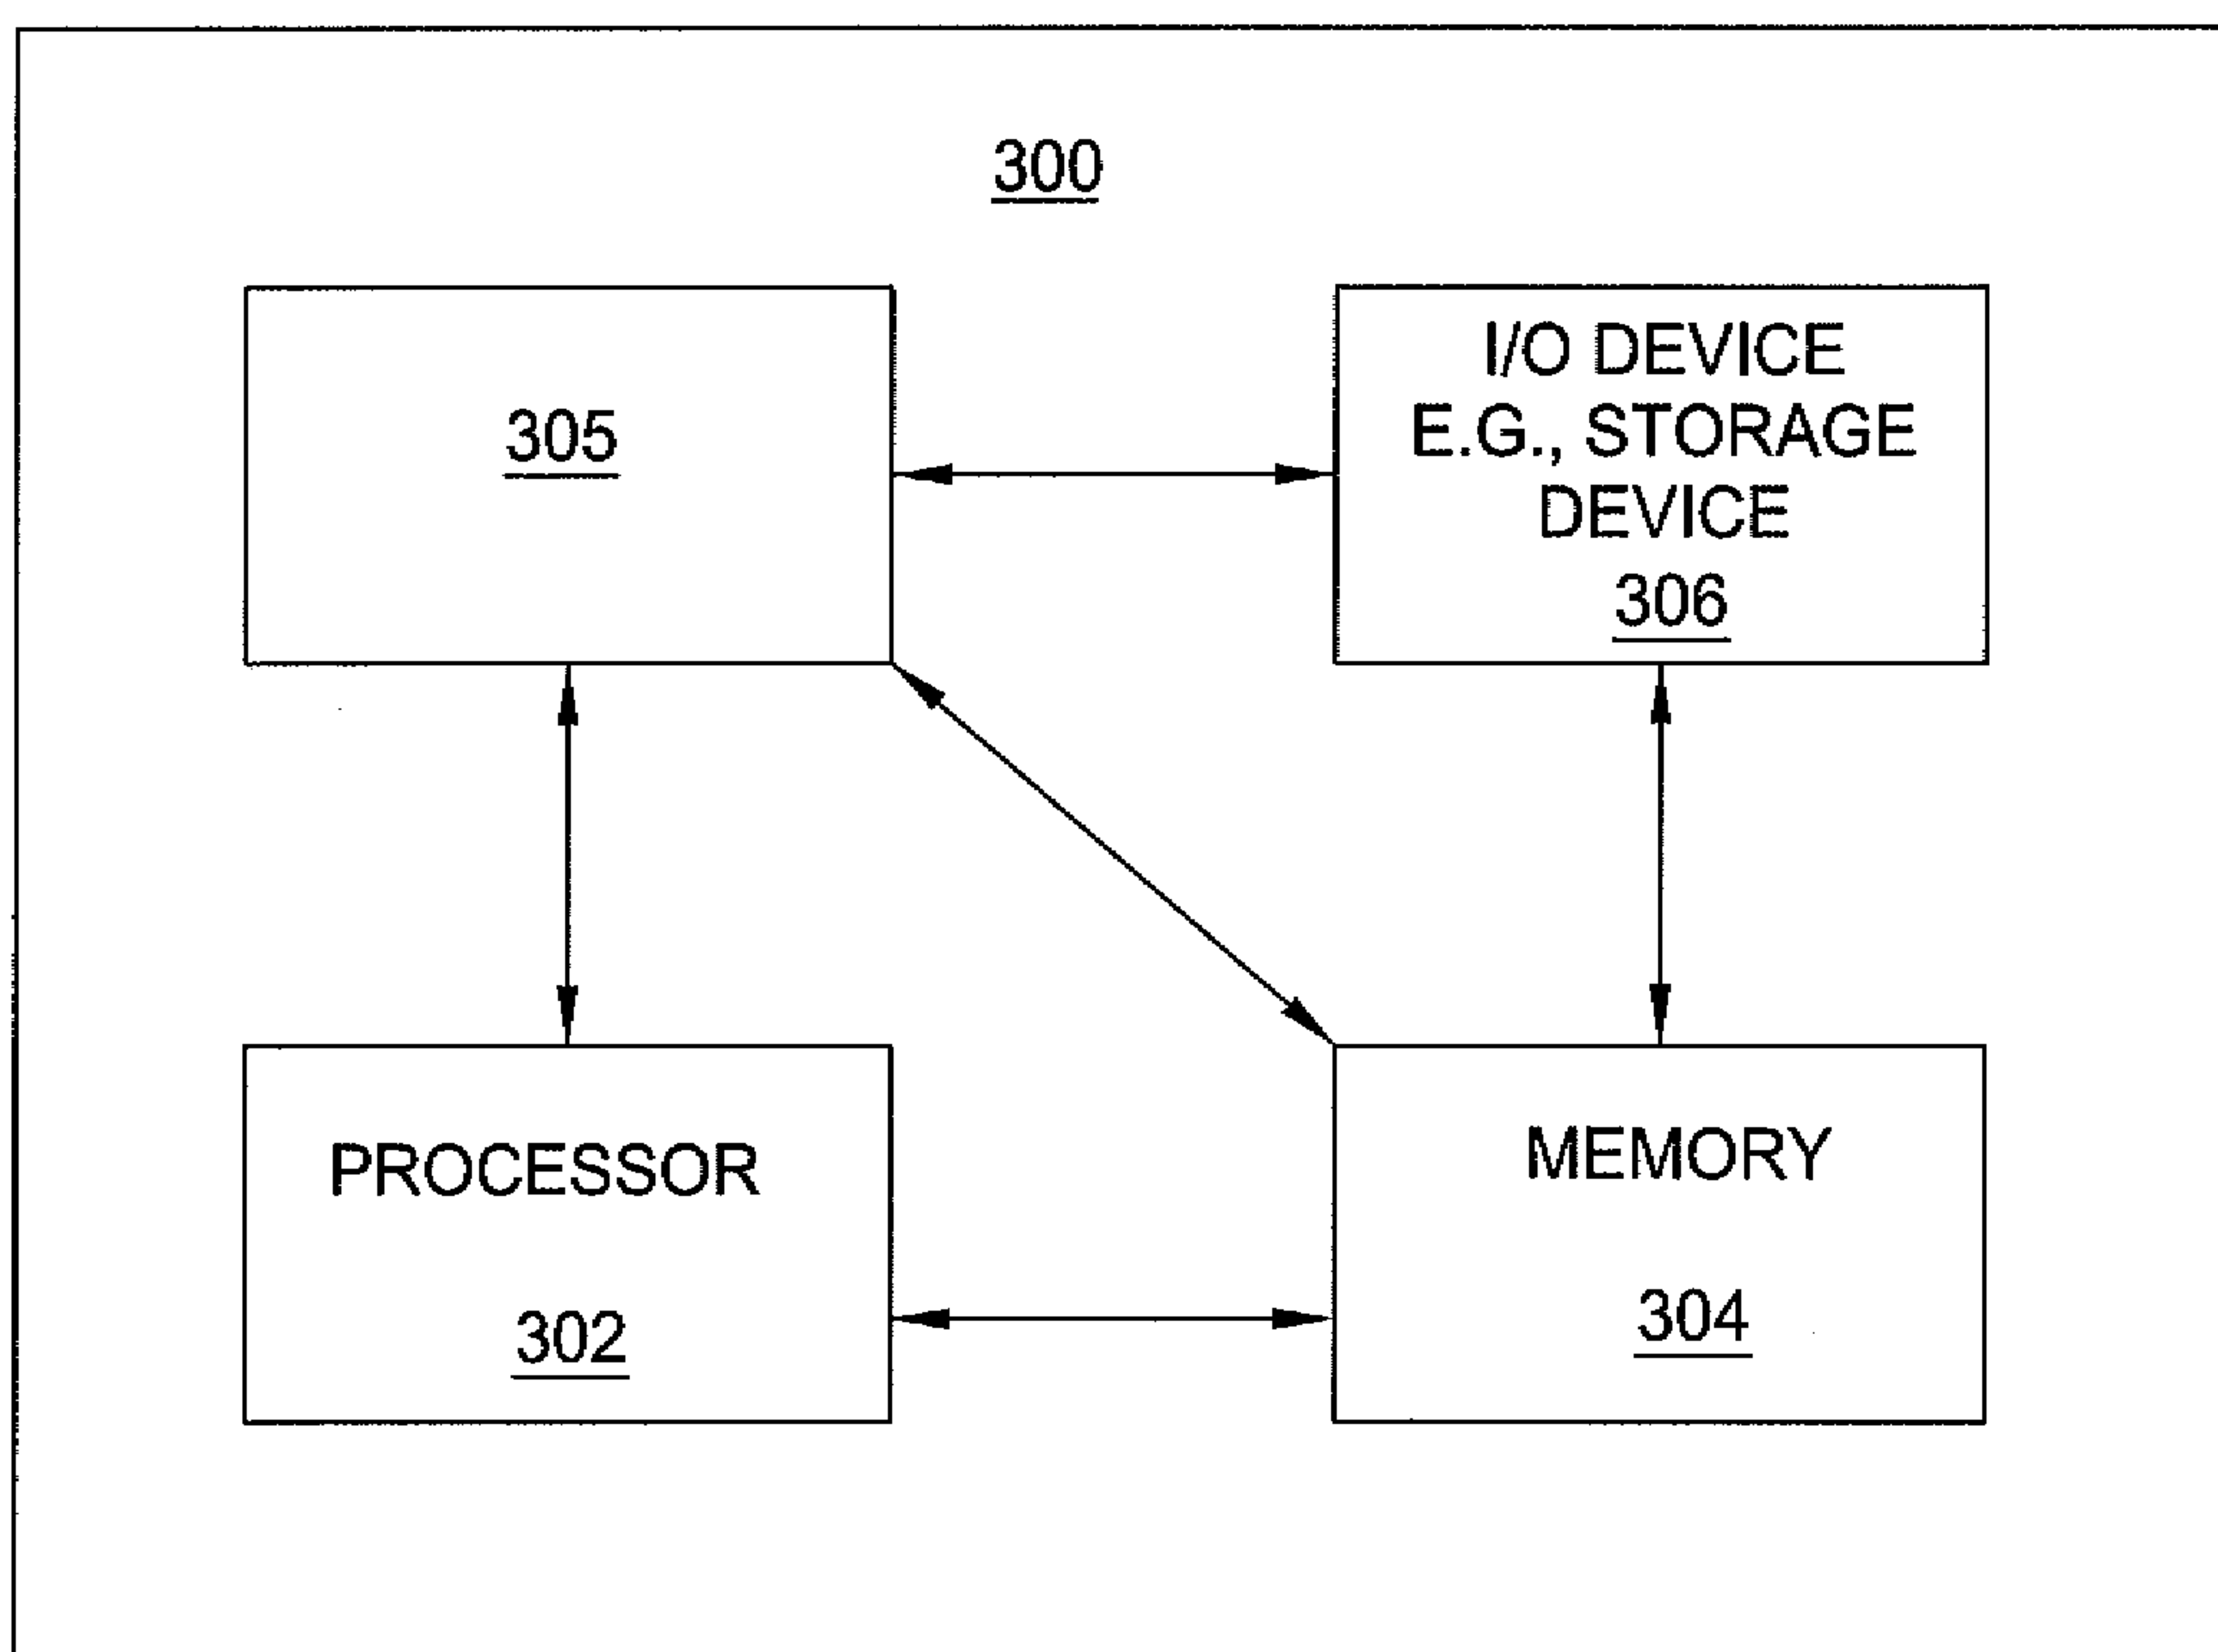 300
305
I/O DEVICE
E.G., STORAGE
DEVICE
306
PROCESSOR
302
MEMORY
304